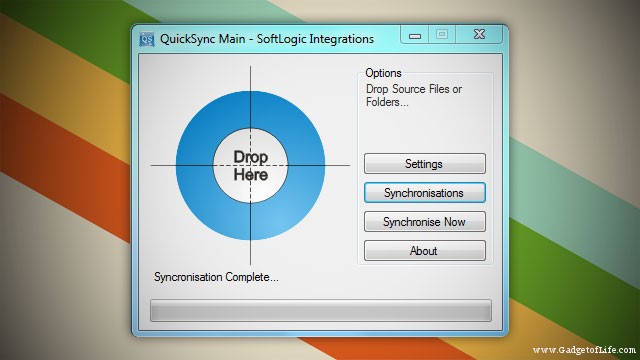 QS QuickSync Main - SoftLogic Integrations
Options
Drop Source Files or
Folders...
Drop
Here
Settings
Synchronisations
Synchronise Now
About
Syncronisation Complete...
www.GadgetofLife.com